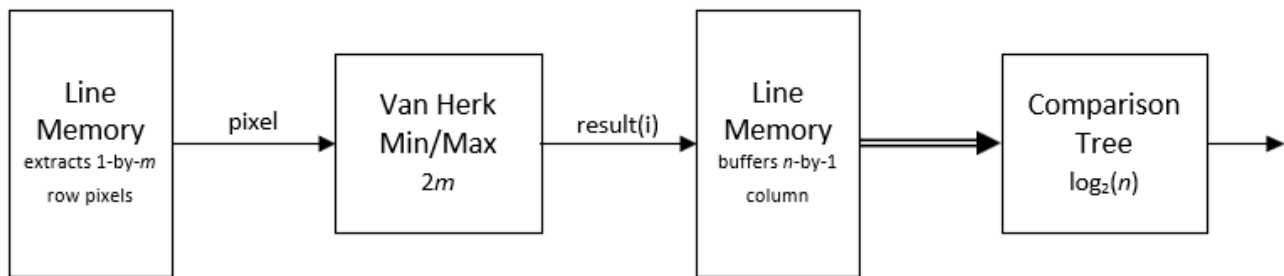 Line
Memory
extracts 1-by-m
row pixels
pixel
Van Herk
Min/Max
2m
result(i)
Line
Memory
buffers n-by-1
column
Comparison
Tree
log₂(n)